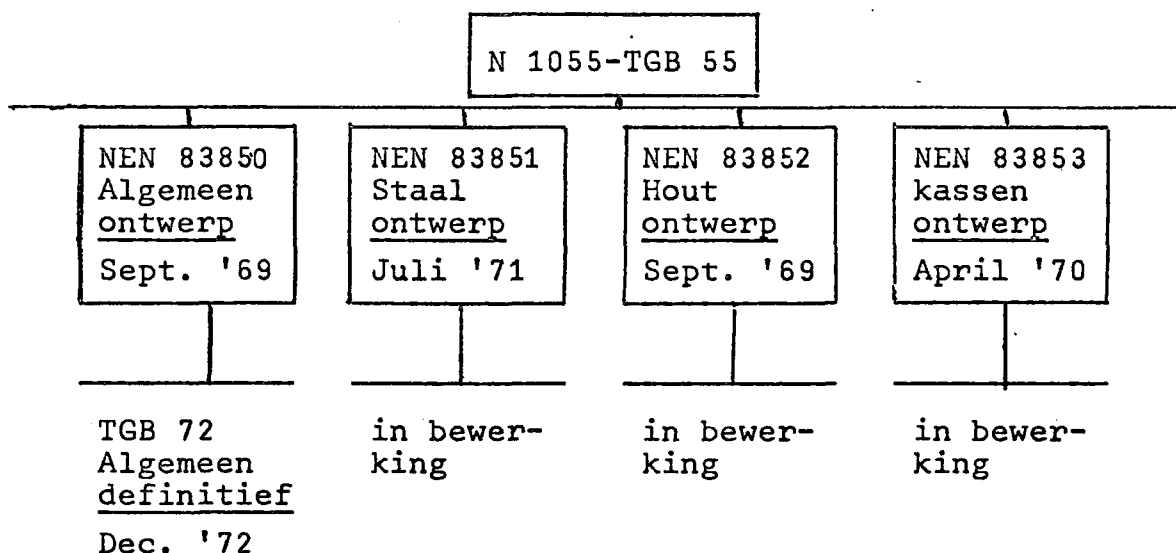 N 1055-TGB 55
NEN 83850
Algemeen
ontwerp
Sept. '69
NEN 83851
Staal
ontwerp
Juli '71
NEN 83852
Hout
ontwerp
Sept. '69
NEN 83853
kassen
ontwerp
April '70
TGB 72
Algemeen
definitief
Dec. '72
in bewer-
king
in bewer-
king
in bewer-
king